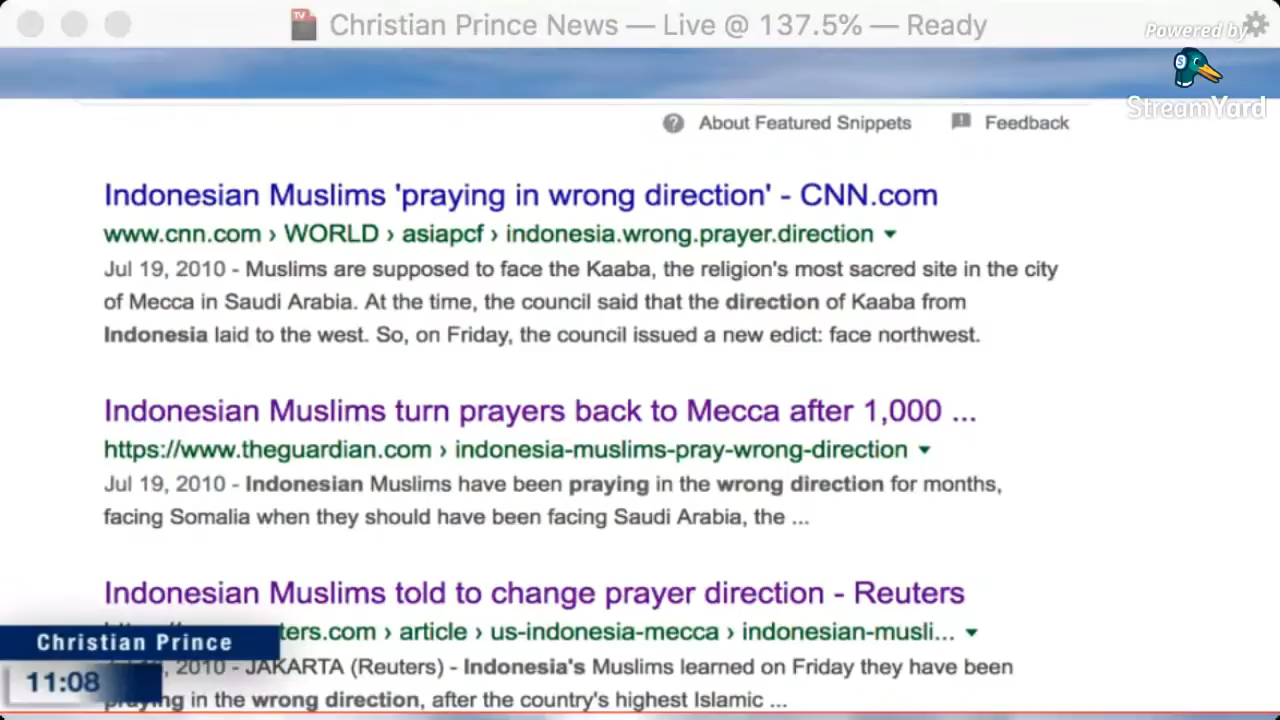 Christian Prince News — Live @ 137.5% — Ready
Powered by
StreamYard
About Featured Snippets
Feedback
Indonesian Muslims 'praying in wrong direction' - CNN.com
www.cnn.com › WORLD › asiapcf › indonesia.wrong.prayer.direction
Jul 19, 2010 - Muslims are supposed to face the Kaaba, the religion's most sacred site in the city
of Mecca in Saudi Arabia. At the time, the council said that the direction of Kaaba from
Indonesia laid to the west. So, on Friday, the council issued a new edict: face northwest.
Indonesian Muslims turn prayers back to Mecca after 1,000 ...
https://www.theguardian.com › indonesia-muslims-pray-wrong-direction
Jul 19, 2010 - Indonesian Muslims have been praying in the wrong direction for months,
facing Somalia when they should have been facing Saudi Arabia, the ...
Indonesian Muslims told to change prayer direction - Reuters
ters.com › article › us-indonesia-mecca › indonesian-musli...
Christian Prince
2010 - JAKARTA (Reuters) - Indonesia's Muslims learned on Friday they have been
11:08
praying in the wrong direction, after the country's highest Islamic ...